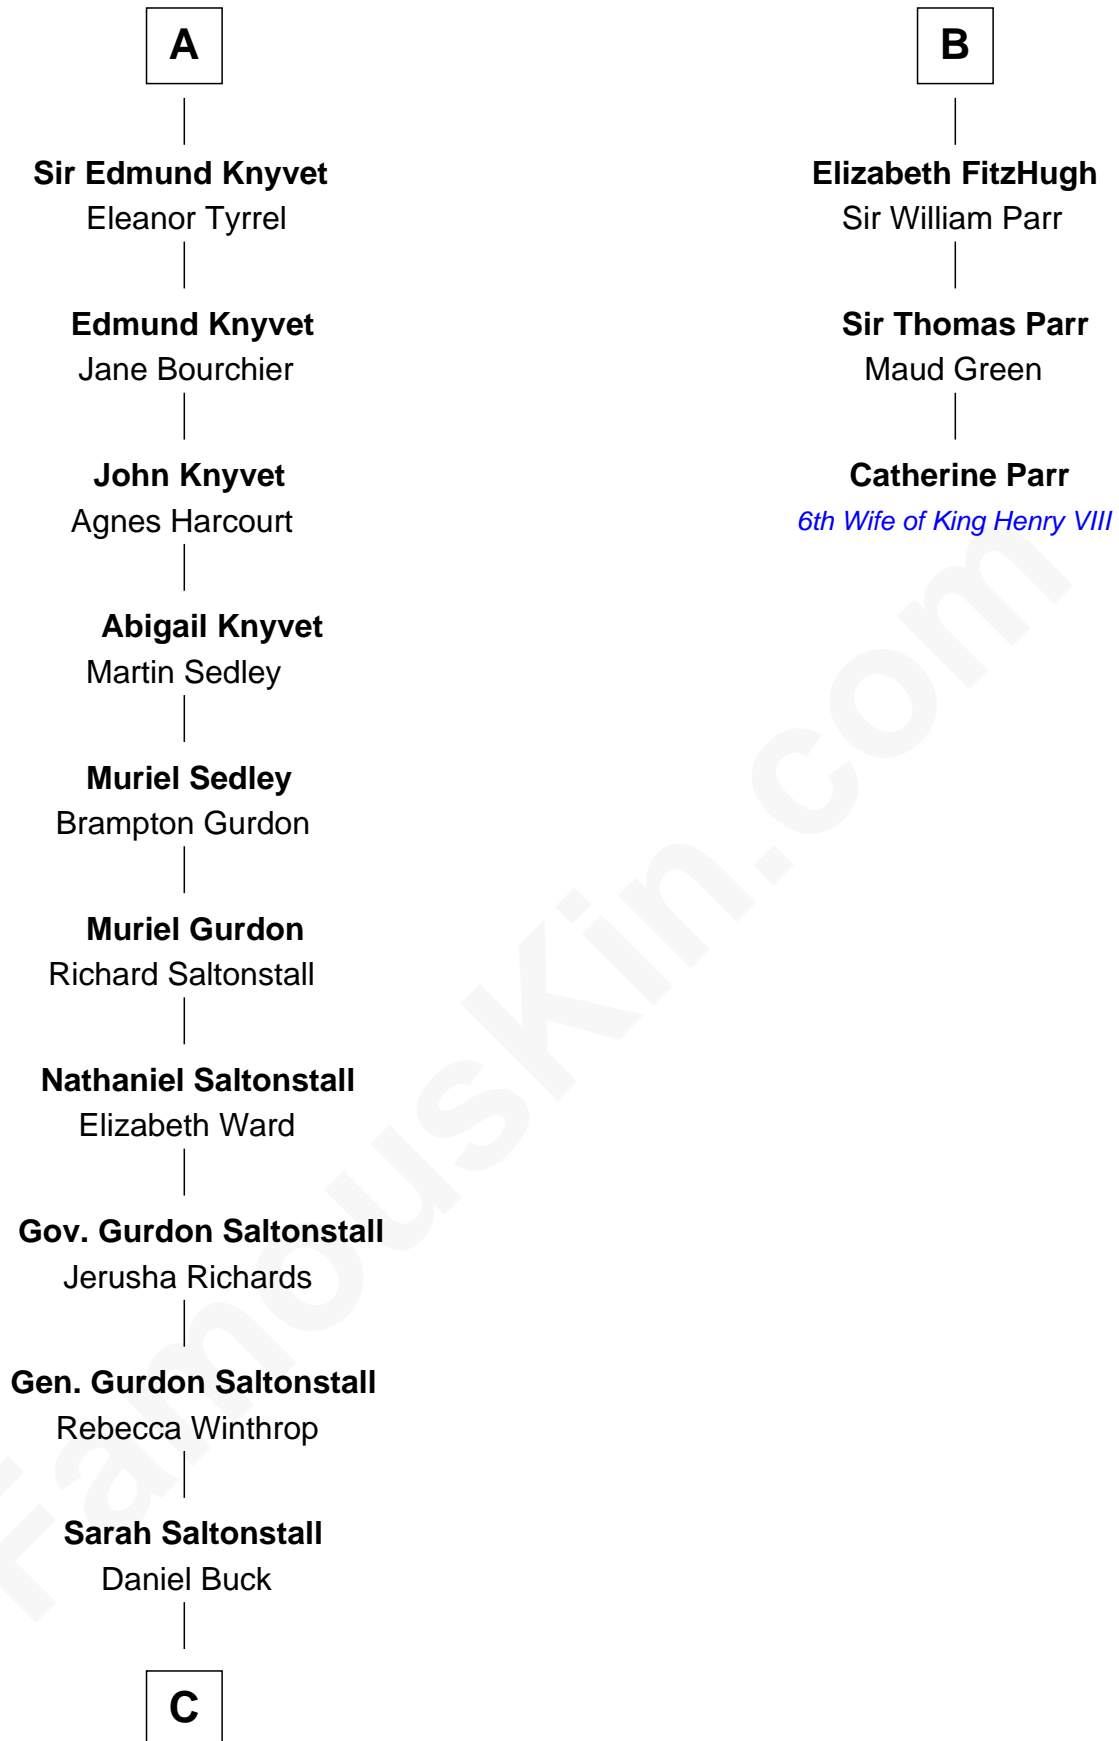 A
Sir Edmund Knyvet
Eleanor Tyrrel
Edmund Knyvet
Jane Bourchier
John Knyvet
Agnes Harcourt
Abigail Knyvet
Martin Sedley
Muriel Sedley
Brampton Gurdon
Muriel Gurdon
Richard Saltonstall
Nathaniel Saltonstall
Elizabeth Ward
Gov. Gurdon Saltonstall
Jerusha Richards
Gen. Gurdon Saltonstall
Rebecca Winthrop
Sarah Saltonstall
Daniel Buck
C
B
Elizabeth FitzHugh
Sir William Parr
Sir Thomas Parr
Maud Green
Catherine Parr
6th Wife of King Henry VIII
FamousKin.com